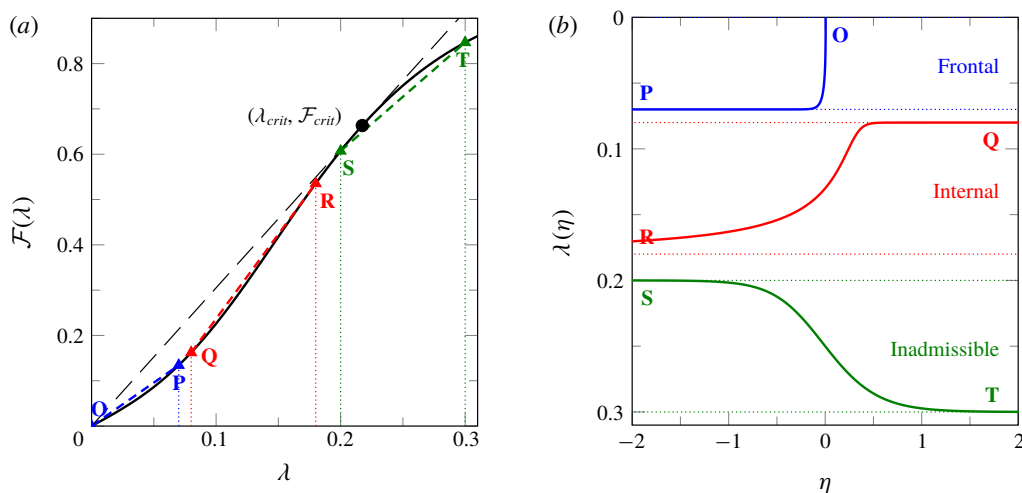 (a)
0.8
0.6
0.4
0.2
0
0.1
0.2
0.3
λ
ℱ(λ)
(λcrit, ℱcrit)
O
P
Q
R
S
T
(b)
0
0.1
0.2
0.3
−2
−1
0
1
2
η
λ(η)
O
Frontal
P
Q
Internal
R
S
Inadmissible
T